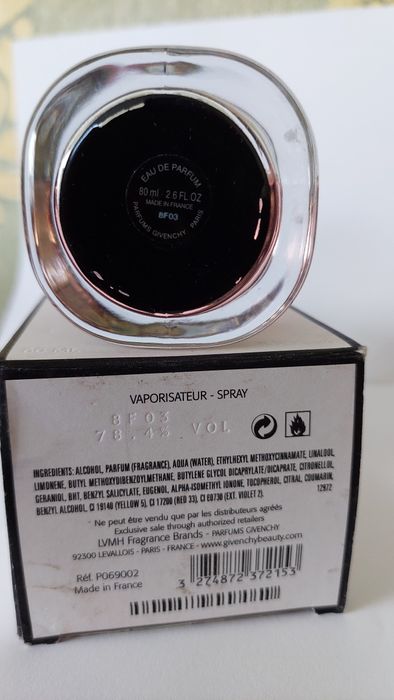 EAU DE PARFUM
80 ml - 2.6 FL OZ
MADE IN FRANCE
8F03
PARFUMS GIVENCHY PARIS
VAPORISATEUR - SPRAY
8F03
78.4% VOL
INGREDIENTS: ALCOHOL, PARFUM (FRAGRANCE), AQUA (WATER), ETHYLHEXYL METHOXYCINNAMATE, LINALOOL,
LIMONENE, BUTYL METHOXYDIBENZOYLMETHANE, BUTYLENE GLYCOL DICAPRYLATE/DICAPRATE, CITRONELLOL,
GERANIOL, BHT, BENZYL SALICYLATE, EUGENOL, ALPHA-ISOMETHYL IONONE, TOCOPHEROL, CITRAL, COUMARIN,
BENZYL ALCOHOL, CI 19140 (YELLOW 5), CI 17200 (RED 33), CI 60730 (EXT. VIOLET 2). 12972
Ne peut être vendu que par les distributeurs agréés
Exclusive sale through authorized retailers
LVMH Fragrance Brands - PARFUMS GIVENCHY
92300 LEVALLOIS - PARIS - FRANCE - www.givenchybeauty.com
Réf. P069002
Made in France
3 274872 372153